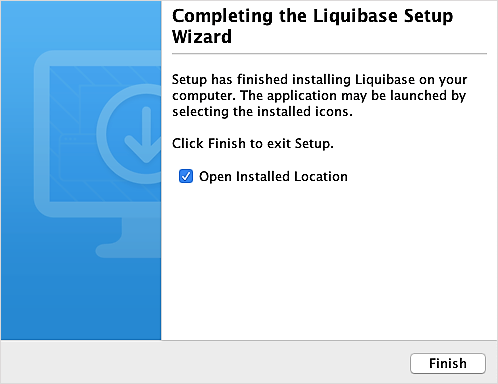 Completing the Liquibase Setup
Wizard
Setup has finished installing Liquibase on your
computer. The application may be launched by
selecting the installed icons.
Click Finish to exit Setup.
Open Installed Location
Finish